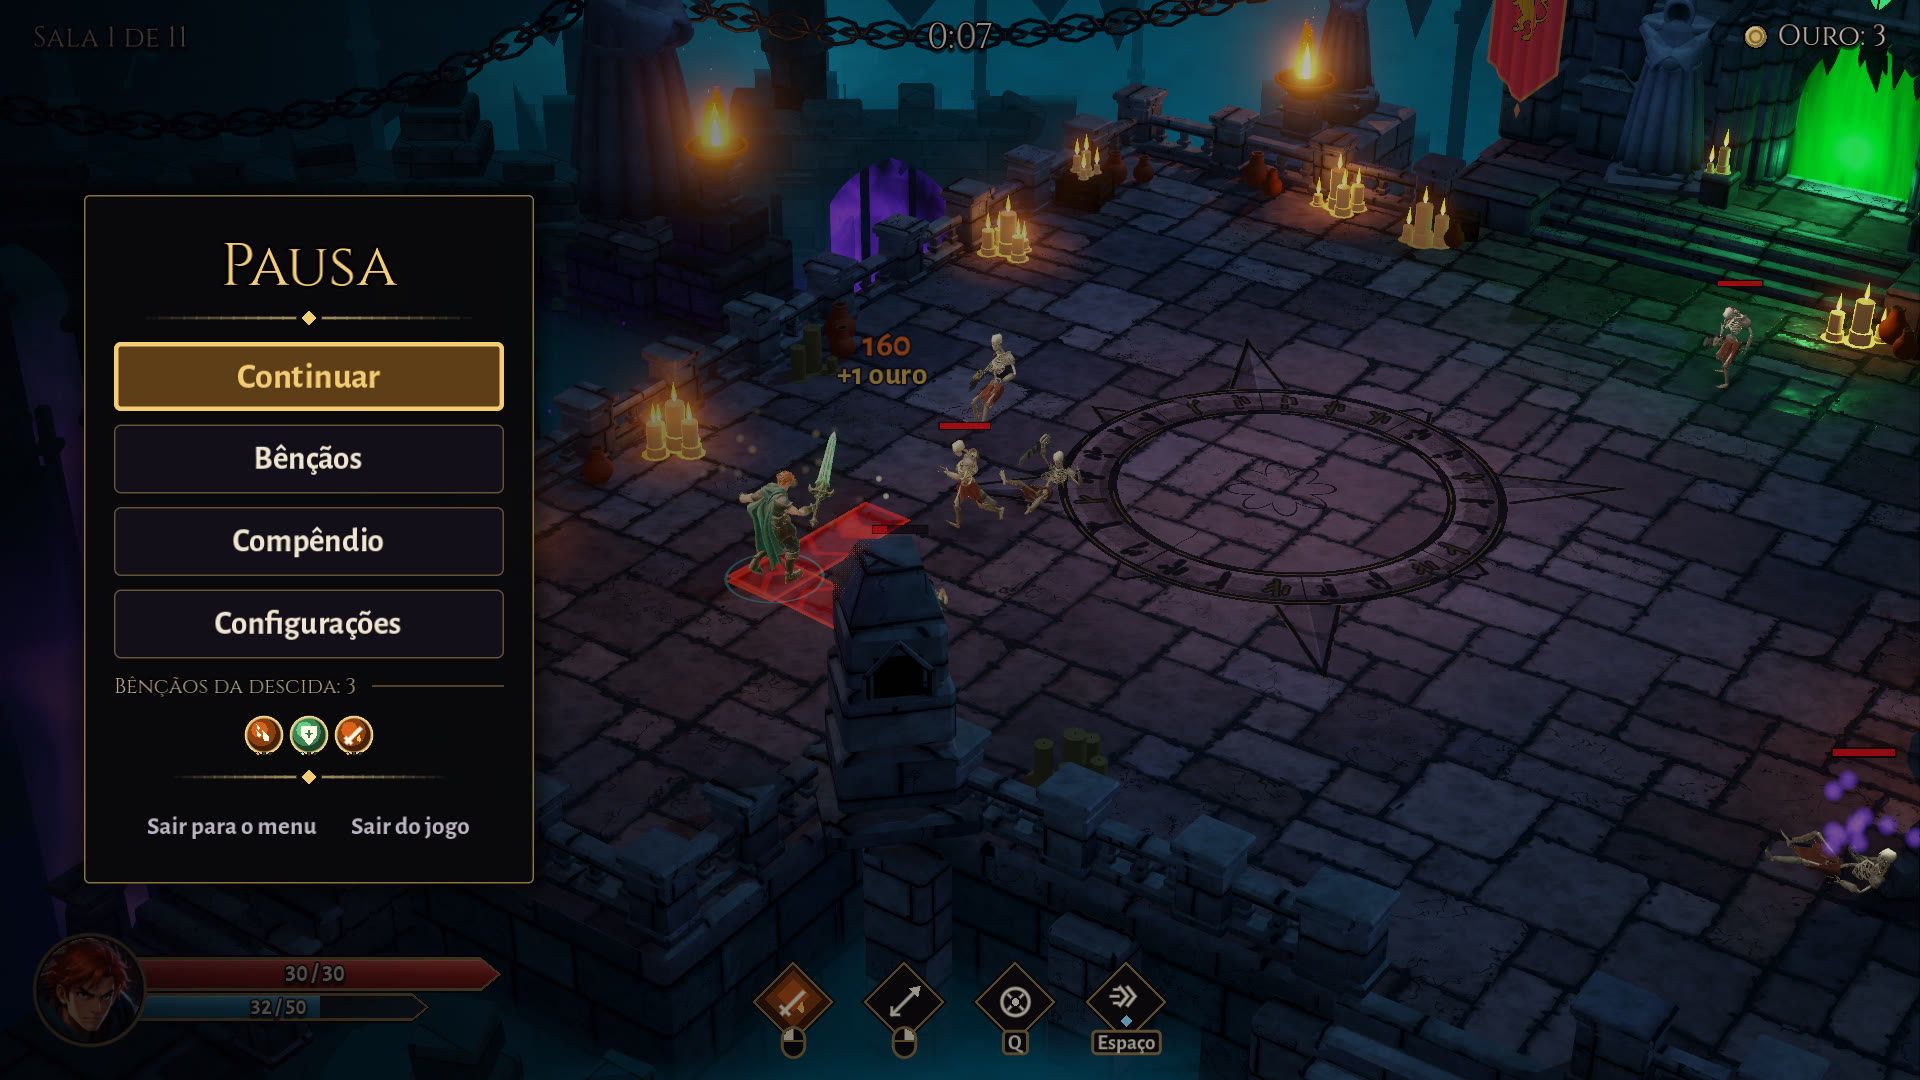 Sala 1 de 11
0:07
Ouro: 3
Pausa
Continuar
Bênçãos
Compêndio
Configurações
Bênçãos da descida: 3
Sair para o menu
Sair do jogo
160
+1 ouro
30/30
32/50
Q
Espaço